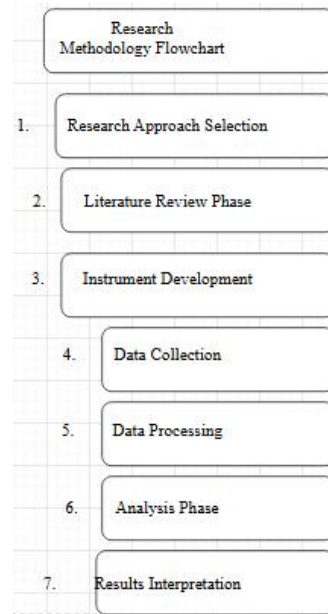 Research
Methodology Flowchart
1. Research Approach Selection
2. Literature Review Phase
3. Instrument Development
4. Data Collection
5. Data Processing
6. Analysis Phase
7. Results Interpretation